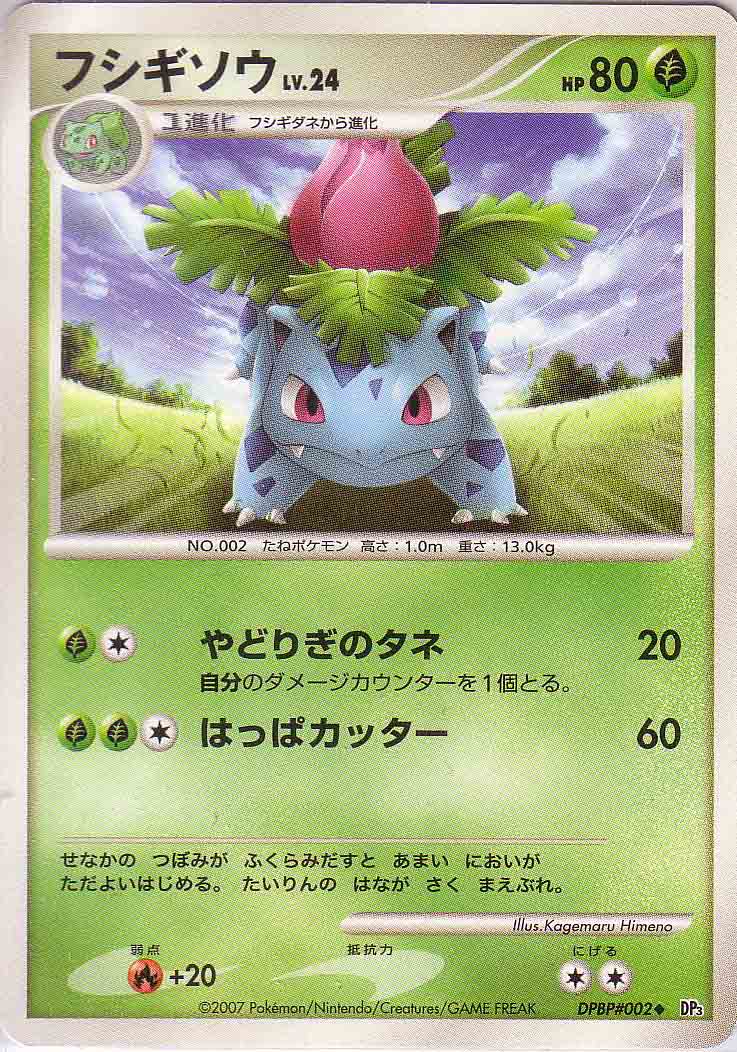 フシギソウ LV.24 HP 80
1進化 フシギダネから進化
NO.002 たねポケモン 高さ：1.0m 重さ：13.0kg
やどりぎのタネ 20
自分のダメージカウンターを1個とる。
はっぱカッター 60
せなかの つぼみが ふくらみだすと あまい においが
ただよいはじめる。 たいりんの はなが さく まえぶれ。
Illus.Kagemaru Himeno
弱点 抵抗力 にげる
+20
©2007 Pokémon/Nintendo/Creatures/GAME FREAK DPBP#002◆ DP3